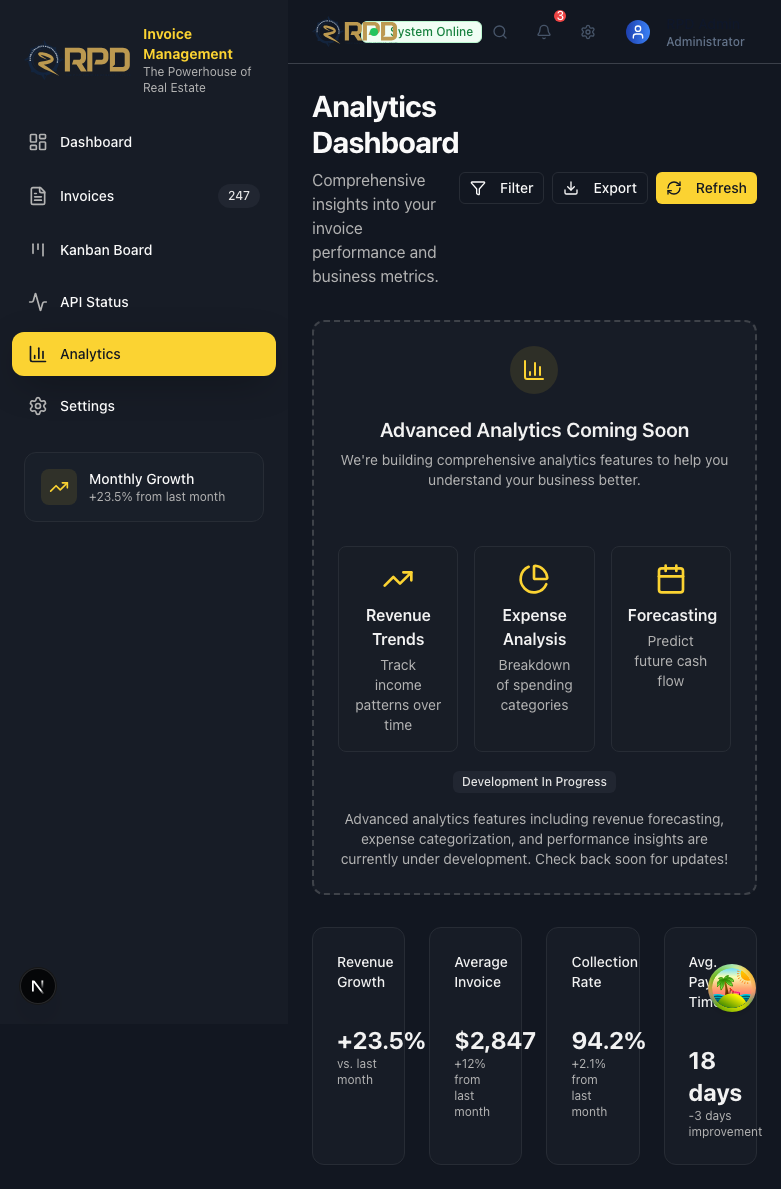 RPD
Invoice
Management
The Powerhouse of
Real Estate
Dashboard
Invoices
247
Kanban Board
API Status
Analytics
Settings
Monthly Growth
+23.5% from last month
N
RPD
System Online
3
Administrator
Analytics
Dashboard
Comprehensive
insights into your
invoice
performance and
business metrics.
Filter
Export
Refresh
Advanced Analytics Coming Soon
We're building comprehensive analytics features to help you
understand your business better.
Revenue
Trends
Track
income
patterns over
time
Expense
Analysis
Breakdown
of spending
categories
Forecasting
Predict
future cash
flow
Development In Progress
Advanced analytics features including revenue forecasting,
expense categorization, and performance insights are
currently under development. Check back soon for updates!
Revenue
Growth
+23.5%
vs. last
month
Average
Invoice
$2,847
+12%
from
last
month
Collection
Rate
94.2%
+2.1%
from
last
month
Avg.
18
days
-3 days
improvement